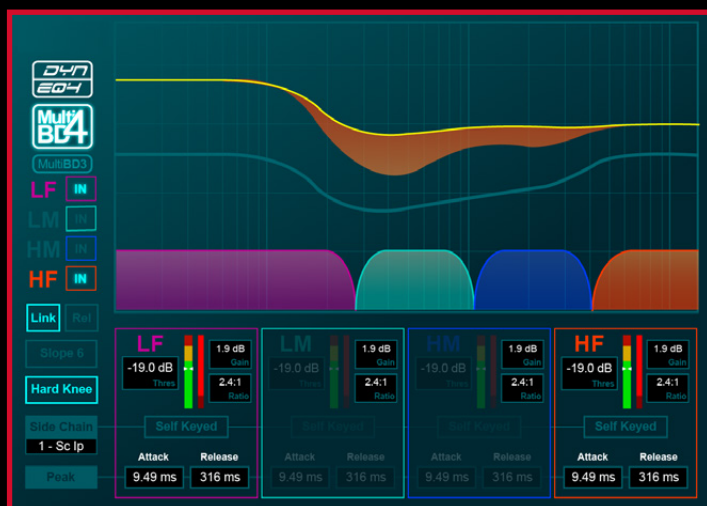 DYN
EQ4
Multi
BD4
MultiBD3
LF IN
LM IN
HM IN
HF IN
Link Rel
Slope 6
Hard Knee
Side Chain
1 - Sc Ip
Peak
LF
-19.0 dB
Thres
1.9 dB
Gain
2.4:1
Ratio
Self Keyed
Attack Release
9.49 ms 316 ms
LM
-19.0 dB
Thres
1.9 dB
Gain
2.4:1
Ratio
Self Keyed
Attack Release
9.49 ms 316 ms
HM
-19.0 dB
Thres
1.9 dB
Gain
2.4:1
Ratio
Self Keyed
Attack Release
9.49 ms 316 ms
HF
-19.0 dB
Thres
1.9 dB
Gain
2.4:1
Ratio
Self Keyed
Attack Release
9.49 ms 316 ms